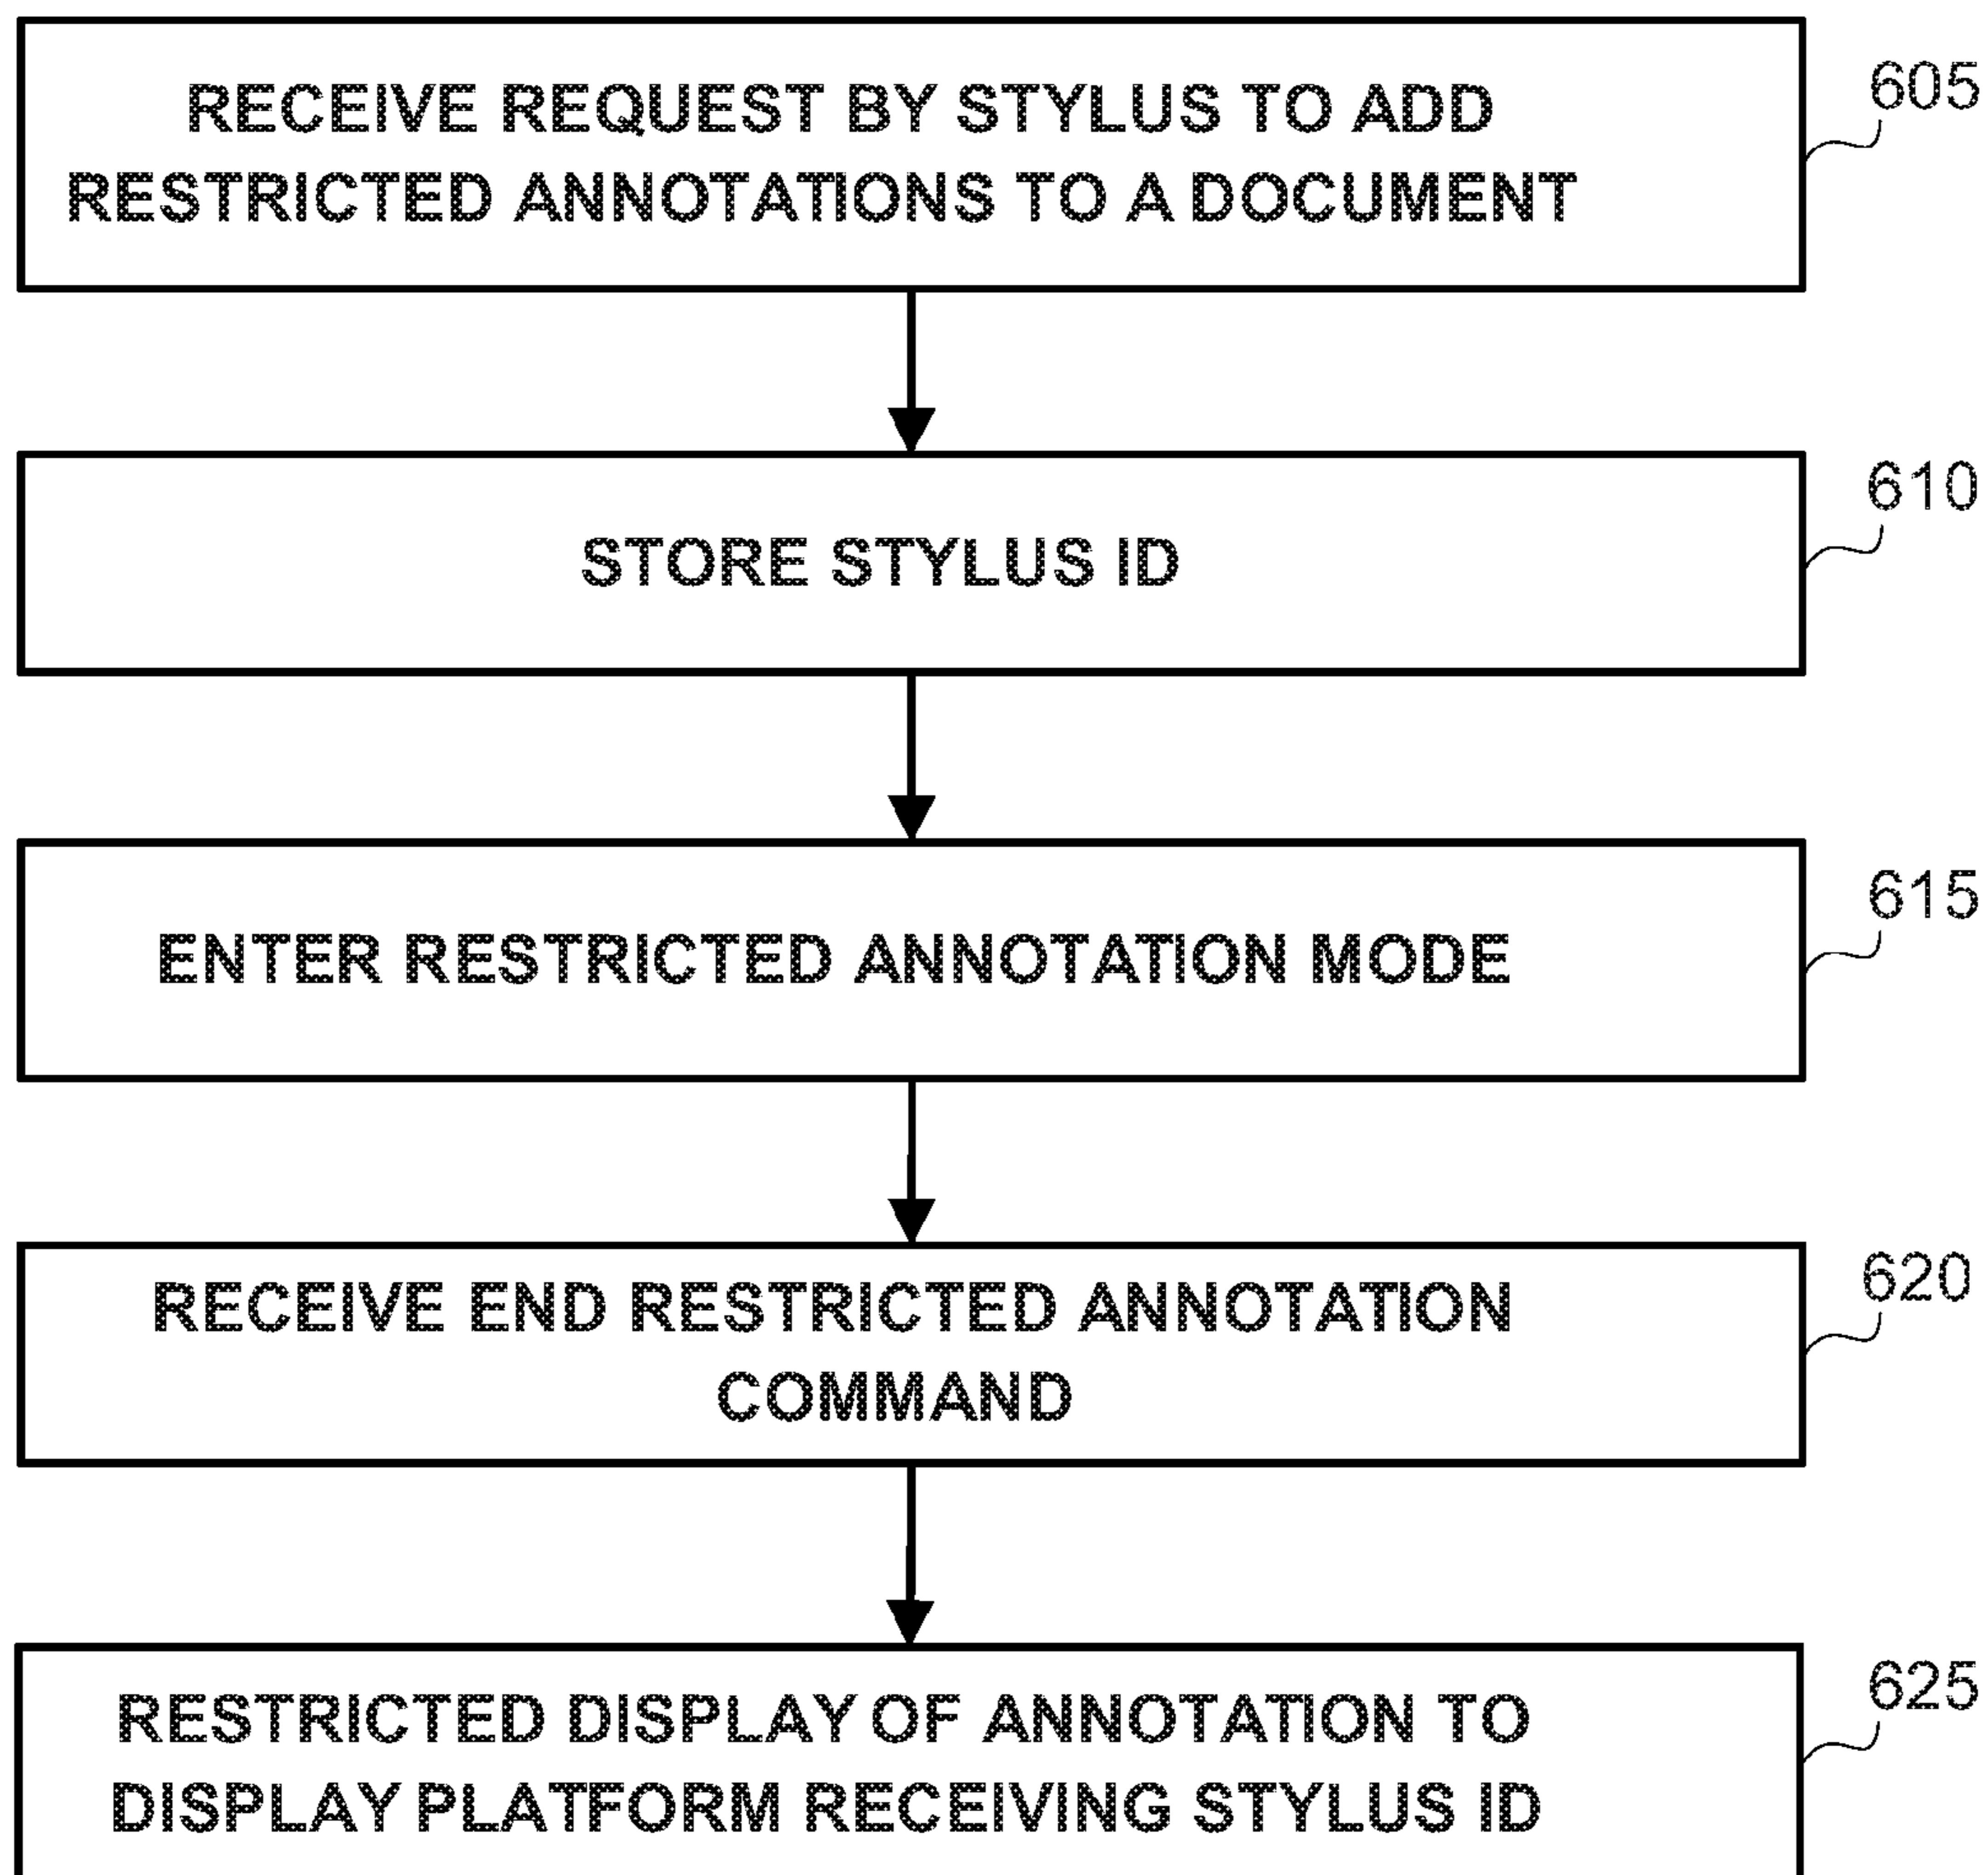 RECEIVE REQUEST BY STYLUS TO ADD
RESTRICTED ANNOTATIONS TO A DOCUMENT
605
STORE STYLUS ID
610
ENTER RESTRICTED ANNOTATION MODE
615
RECEIVE END RESTRICTED ANNOTATION
COMMAND
620
RESTRICTED DISPLAY OF ANNOTATION TO
DISPLAY PLATFORM RECEIVING STYLUS ID
625